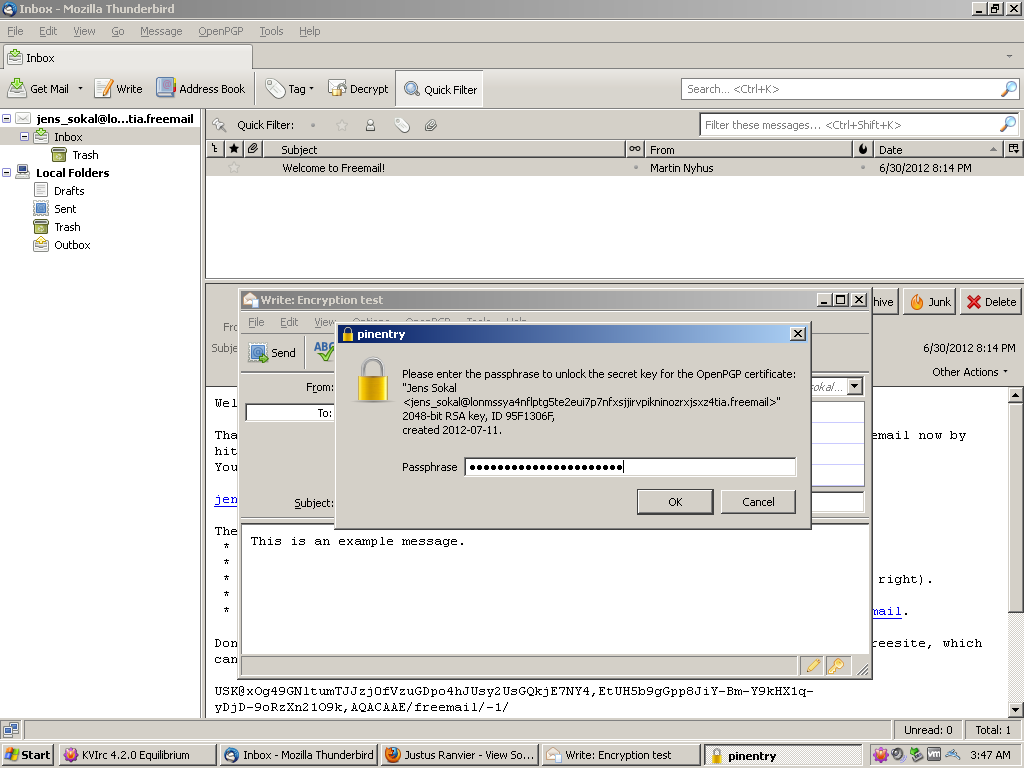 Inbox - Mozilla Thunderbird
File Edit View Go Message OpenPGP Tools Help
Inbox
Get Mail Write Address Book Tag Decrypt Quick Filter Search... <Ctrl+K>
jens_sokal@lo...tia.freemail
Inbox
Trash
Local Folders
Drafts
Sent
Trash
Outbox
Quick Filter: Filter these messages... <Ctrl+Shift+K>
Subject From Date
Welcome to Freemail! Martin Nyhus 6/30/2012 8:14 PM
hive Junk Delete
Fro
Subje 6/30/2012 8:14 PM
Other Actions
Write: Encryption test
File Edit View Options OpenPGP Tools Help
Send ABC
From: sokal...
To:
Subject:
This is an example message.
pinentry
Please enter the passphrase to unlock the secret key for the OpenPGP certificate:
"Jens Sokal
<jens_sokal@lonmssya4nflptg5te2eui7p7nfxsjjirvpikninozrxjsxz4tia.freemail>"
2048-bit RSA key, ID 95F1306F,
created 2012-07-11.
Passphrase ●●●●●●●●●●●●●●●●●●●●●●
OK Cancel
Wel
Tha email now by
hit
You
jen
The
*
*
* right).
*
* mail.
Don reesite, which
can
USK@xOg49GNltumTJJzjOfVzuGDpo4hJUsy2UsGQkjE7NY4,EtUH5b9gGpp8JiY-Bm-Y9kHX1q-
yDjD-9oRzXn21O9k,AQACAAE/freemail/-1/
Unread: 0 Total: 1
Start KVIrc 4.2.0 Equilibrium Inbox - Mozilla Thunderbird Justus Ranvier - View So... Write: Encryption test pinentry 3:47 AM